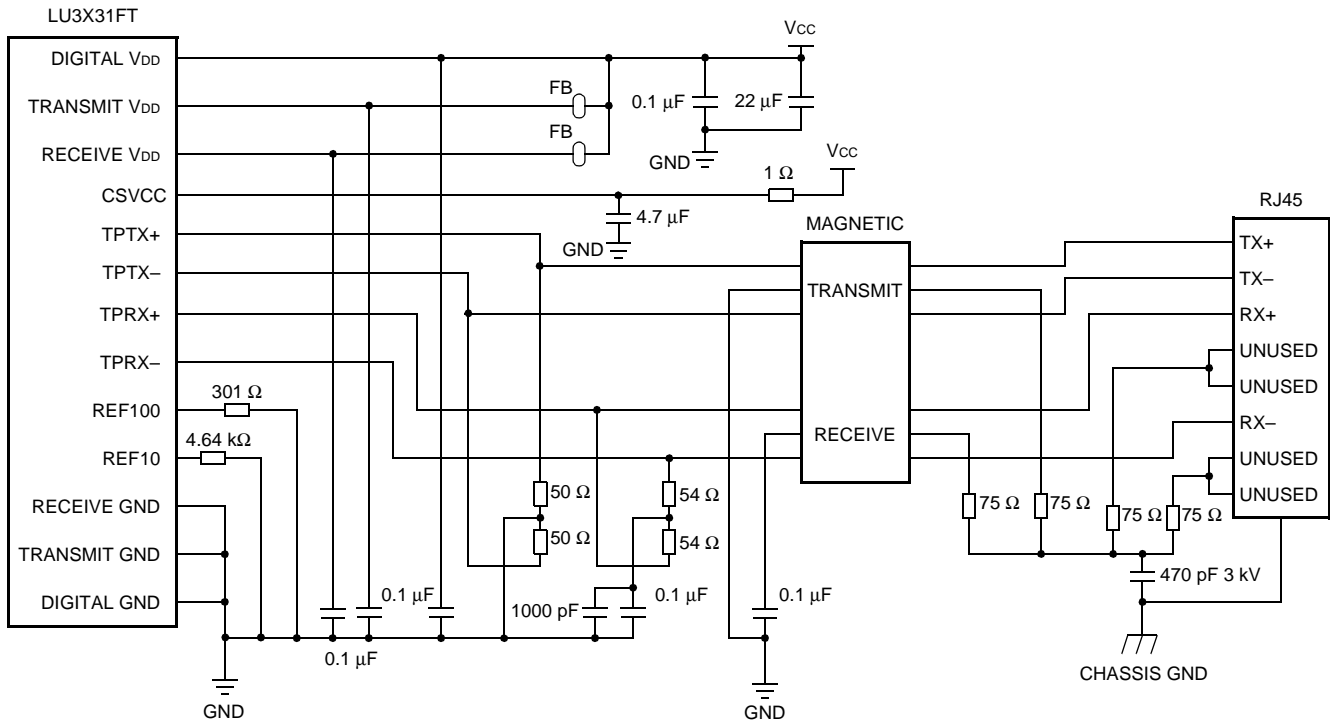 LU3X31FT
DIGITAL VDD
TRANSMIT VDD
RECEIVE VDD
CSVCC
TPTX+
TPTX–
TPRX+
TPRX–
REF100
REF10
RECEIVE GND
TRANSMIT GND
DIGITAL GND
301 Ω
4.64 kΩ
GND
0.1 μF
0.1 μF
FB
FB
VCC
0.1 μF
22 μF
GND
VCC
1 Ω
4.7 μF
GND
50 Ω
50 Ω
54 Ω
54 Ω
1000 pF
0.1 μF
MAGNETIC
TRANSMIT
RECEIVE
0.1 μF
GND
75 Ω
75 Ω
75 Ω
75 Ω
470 pF 3 kV
CHASSIS GND
RJ45
TX+
TX–
RX+
UNUSED
UNUSED
RX–
UNUSED
UNUSED